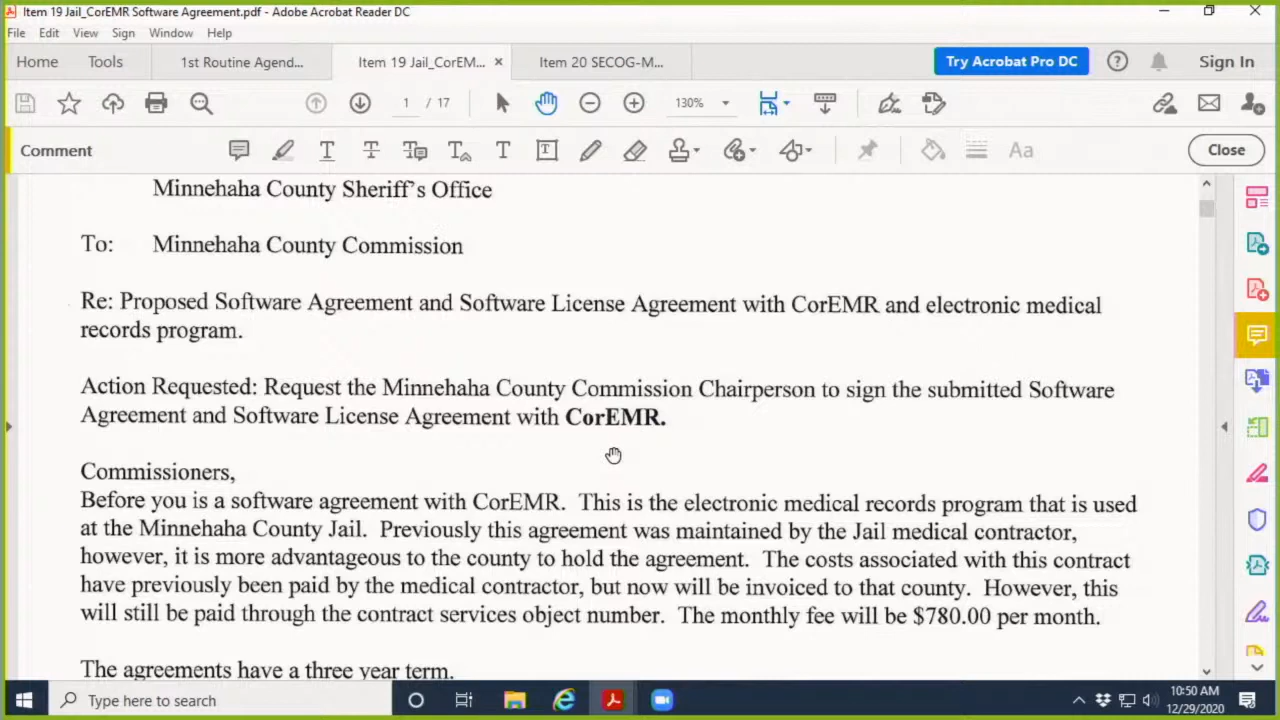 Item 19 Jail_CorEMR Software Agreement.pdf - Adobe Acrobat Reader DC
File Edit View Sign Window Help
Home Tools 1st Routine Agend... Item 19 Jail_CorEM... × Item 20 SECOG-M... Try Acrobat Pro DC ? Sign In
1 / 17 130%
Comment T T T T T T Aa Close
Minnehaha County Sheriff's Office
To: Minnehaha County Commission
Re: Proposed Software Agreement and Software License Agreement with CorEMR and electronic medical
records program.
Action Requested: Request the Minnehaha County Commission Chairperson to sign the submitted Software
Agreement and Software License Agreement with CorEMR.
Commissioners,
Before you is a software agreement with CorEMR. This is the electronic medical records program that is used
at the Minnehaha County Jail. Previously this agreement was maintained by the Jail medical contractor,
however, it is more advantageous to the county to hold the agreement. The costs associated with this contract
have previously been paid by the medical contractor, but now will be invoiced to that county. However, this
will still be paid through the contract services object number. The monthly fee will be $780.00 per month.
The agreements have a three year term.
Type here to search
10:50 AM
12/29/2020